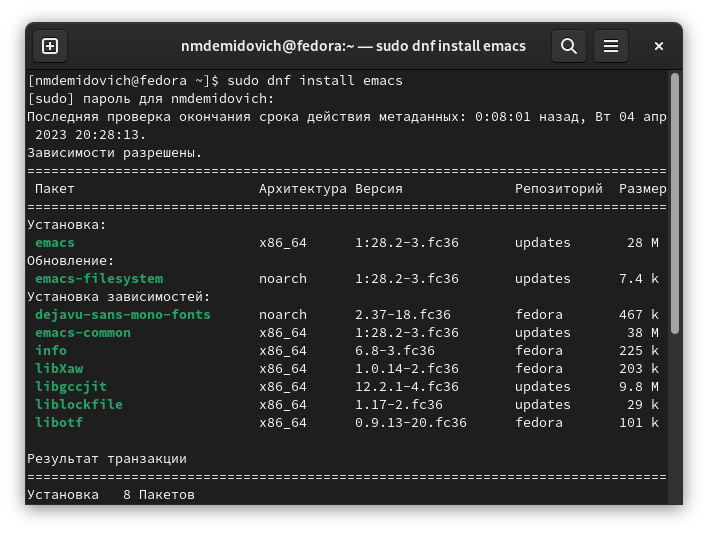 nmdemidovich@fedora:~ — sudo dnf install emacs
[nmdemidovich@fedora ~]$ sudo dnf install emacs
[sudo] пароль для nmdemidovich:
Последняя проверка окончания срока действия метаданных: 0:08:01 назад, Вт 04 апр
 2023 20:28:13.
Зависимости разрешены.
================================================================================
 Пакет                       Архитектура Версия              Репозиторий  Размер
================================================================================
Установка:
 emacs                       x86_64      1:28.2-3.fc36       updates       28 M
Обновление:
 emacs-filesystem            noarch      1:28.2-3.fc36       updates      7.4 k
Установка зависимостей:
 dejavu-sans-mono-fonts      noarch      2.37-18.fc36        fedora       467 k
 emacs-common                x86_64      1:28.2-3.fc36       updates       38 M
 info                        x86_64      6.8-3.fc36          fedora       225 k
 libXaw                      x86_64      1.0.14-2.fc36       fedora       203 k
 libgccjit                   x86_64      12.2.1-4.fc36       updates      9.8 M
 liblockfile                 x86_64      1.17-2.fc36         updates       29 k
 libotf                      x86_64      0.9.13-20.fc36      fedora       101 k
Результат транзакции
================================================================================
Установка   8 Пакетов